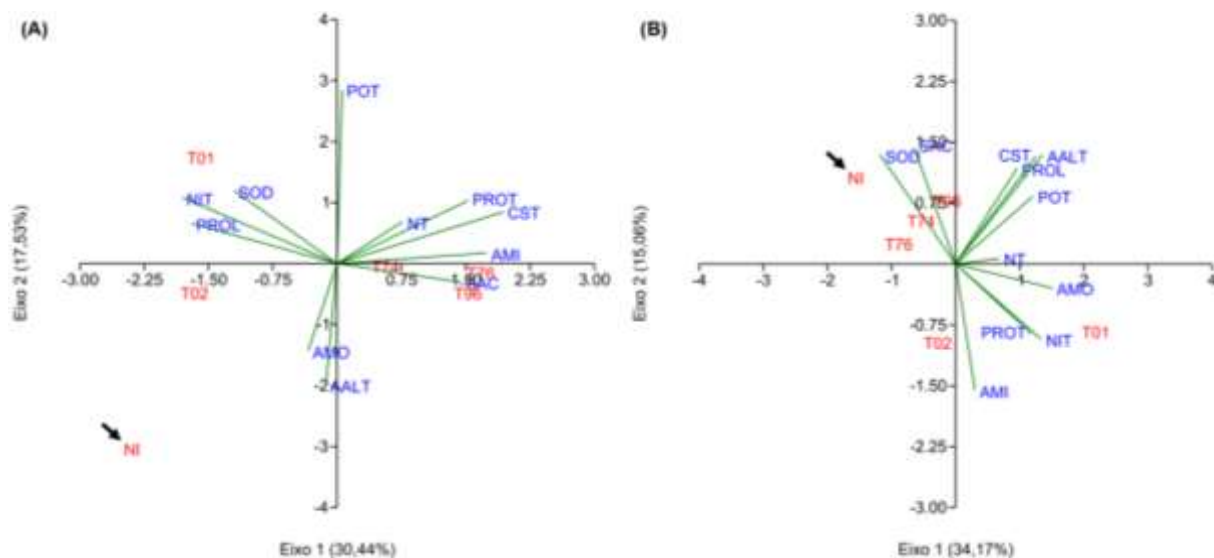 (A)
4
POT
3
2
T01
SOD
NIT
1
PROT
CST
PROL
NT
AMI
-3.00
-2.25
-1.50
-0.75
0.75
2.25
3.00
T02
T96
-1
AMO
-2
AALT
NI
-3
-4
Eixo 2 (17,53%)
Eixo 1 (30,44%)
(B)
3.00
2.25
1.50
SOD
CST
AALT
PROL
NI
0.75
POT
T74
T76
NT
-4
-3
-2
-1
1
2
3
4
AMO
-0.75
PROT
NIT
T01
T02
-1.50
AMI
-2.25
-3.00
Eixo 2 (15,06%)
Eixo 1 (34,17%)